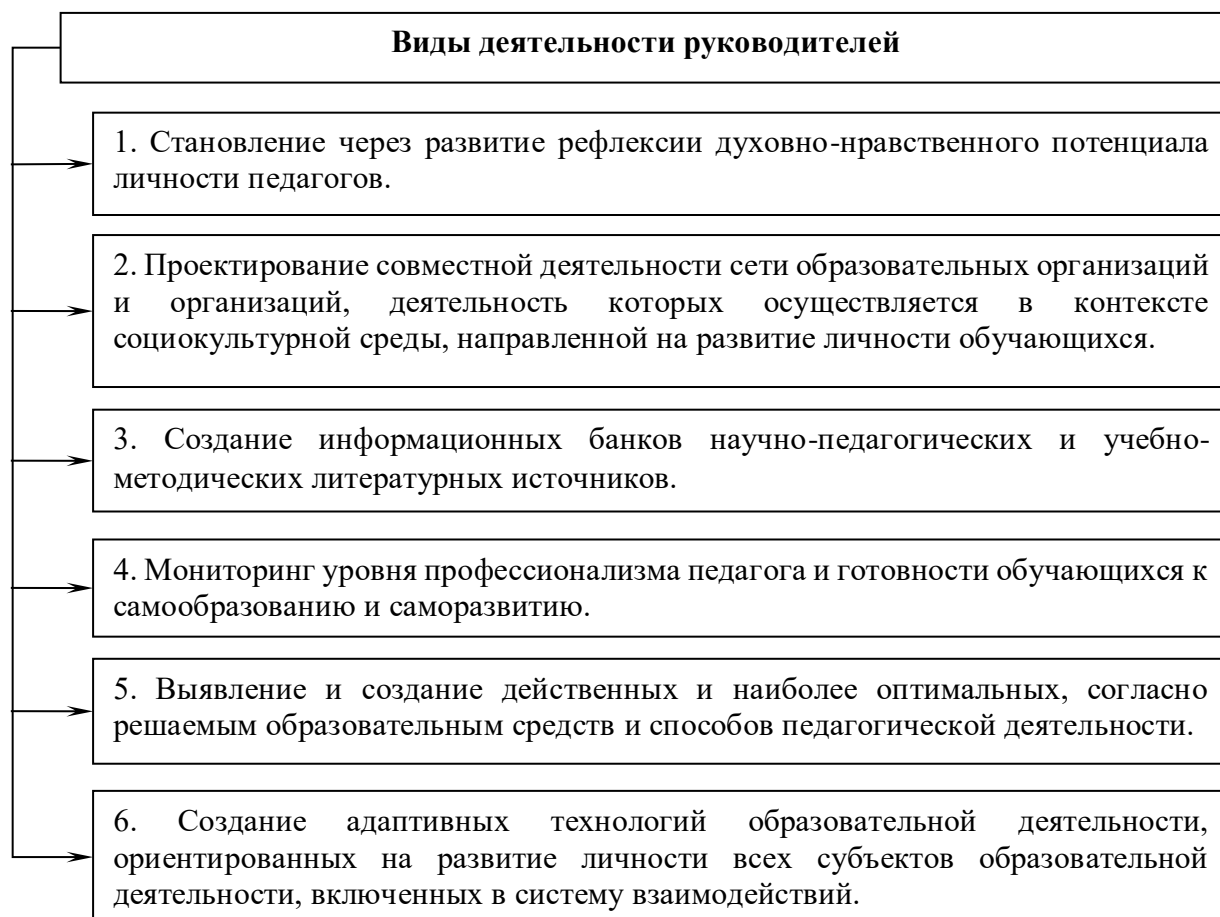 Виды деятельности руководителей
1. Становление через развитие рефлексии духовно-нравственного потенциала
личности педагогов.
2. Проектирование совместной деятельности сети образовательных организаций
и организаций, деятельность которых осуществляется в контексте
социокультурной среды, направленной на развитие личности обучающихся.
3. Создание информационных банков научно-педагогических и учебно-
методических литературных источников.
4. Мониторинг уровня профессионализма педагога и готовности обучающихся к
самообразованию и саморазвитию.
5. Выявление и создание действенных и наиболее оптимальных, согласно
решаемым образовательным средств и способов педагогической деятельности.
6. Создание адаптивных технологий образовательной деятельности,
ориентированных на развитие личности всех субъектов образовательной
деятельности, включенных в систему взаимодействий.